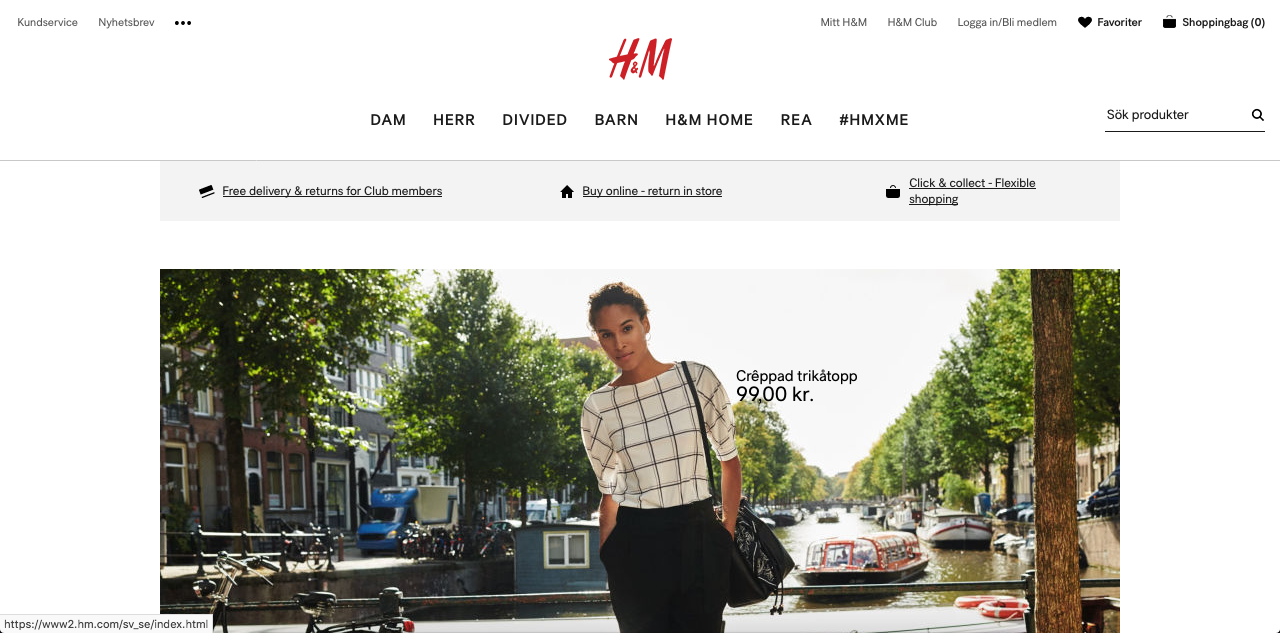 Kundservice
Nyhetsbrev
•••
Mitt H&M
H&M Club
Logga in/Bli medlem
Favoriter
Shoppingbag (0)
H&M
DAM
HERR
DIVIDED
BARN
H&M HOME
REA
#HMXME
Sök produkter
Free delivery & returns for Club members
Buy online - return in store
Click & collect - Flexible
shopping
Crêppad trikåtopp
99,00 kr.
https://www2.hm.com/sv_se/index.html